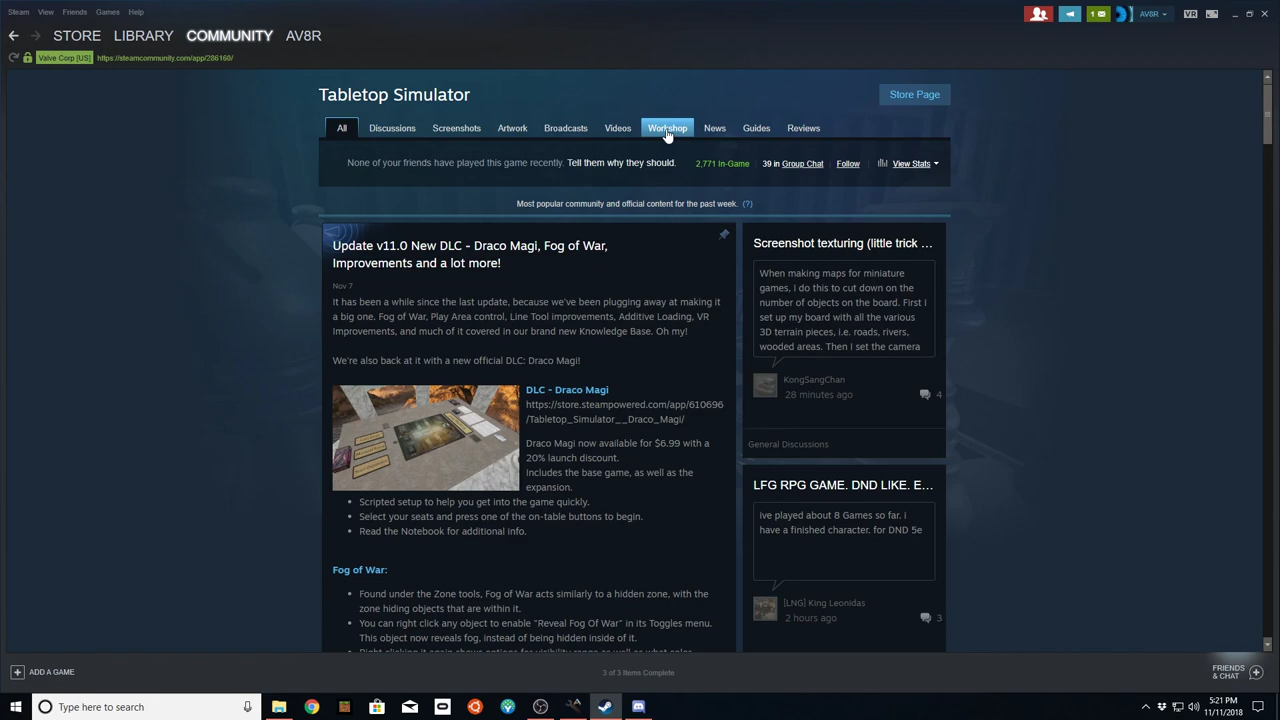 Steam View Friends Games Help
1 AV8R VR
STORE LIBRARY COMMUNITY AV8R
Valve Corp [US] https://steamcommunity.com/app/286160/
Tabletop Simulator
Store Page
All Discussions Screenshots Artwork Broadcasts Videos Workshop News Guides Reviews
None of your friends have played this game recently. Tell them why they should. 2,771 In-Game 39 in Group Chat Follow View Stats
Most popular community and official content for the past week. (?)
Update v11.0 New DLC - Draco Magi, Fog of War,
Improvements and a lot more!
Nov 7
It has been a while since the last update, because we've been plugging away at making it
a big one. Fog of War, Play Area control, Line Tool improvements, Additive Loading, VR
Improvements, and much of it covered in our brand new Knowledge Base. Oh my!
We're also back at it with a new official DLC: Draco Magi!
DLC - Draco Magi
https://store.steampowered.com/app/610696
/Tabletop_Simulator__Draco_Magi/
Draco Magi now available for $6.99 with a
20% launch discount.
Includes the base game, as well as the
expansion.
• Scripted setup to help you get into the game quickly.
• Select your seats and press one of the on-table buttons to begin.
• Read the Notebook for additional info.
Fog of War:
• Found under the Zone tools, Fog of War acts similarly to a hidden zone, with the
zone hiding objects that are within it.
• You can right click any object to enable "Reveal Fog Of War" in its Toggles menu.
This object now reveals fog, instead of being hidden inside of it.
Screenshot texturing (little trick ...
When making maps for miniature
games, i do this to cut down on the
number of objects on the board. First I
set up my board with all the various
3D terrain pieces, i.e. roads, rivers,
wooded areas. Then I set the camera
KongSangChan
28 minutes ago 4
General Discussions
LFG RPG GAME. DND LIKE. E...
ive played about 8 Games so far. i
have a finished character. for DND 5e
[LNG] King Leonidas
2 hours ago 3
ADD A GAME 3 of 3 Items Complete FRIENDS
& CHAT
Type here to search
5:21 PM
11/11/2018